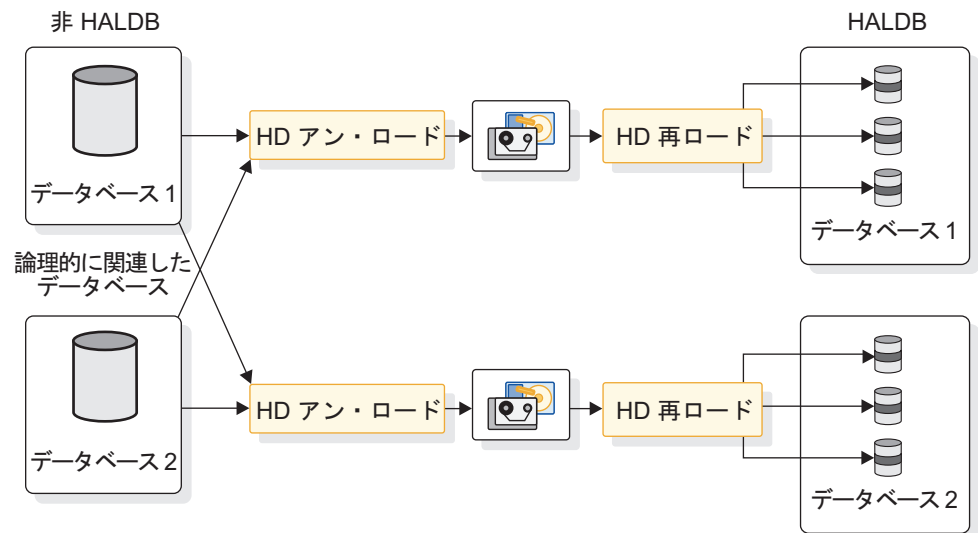 非 HALDB
HALDB
データベース 1
HD アン・ロード
HD 再ロード
データベース 1
論理的に関連した
データベース
データベース 2
HD アン・ロード
HD 再ロード
データベース 2